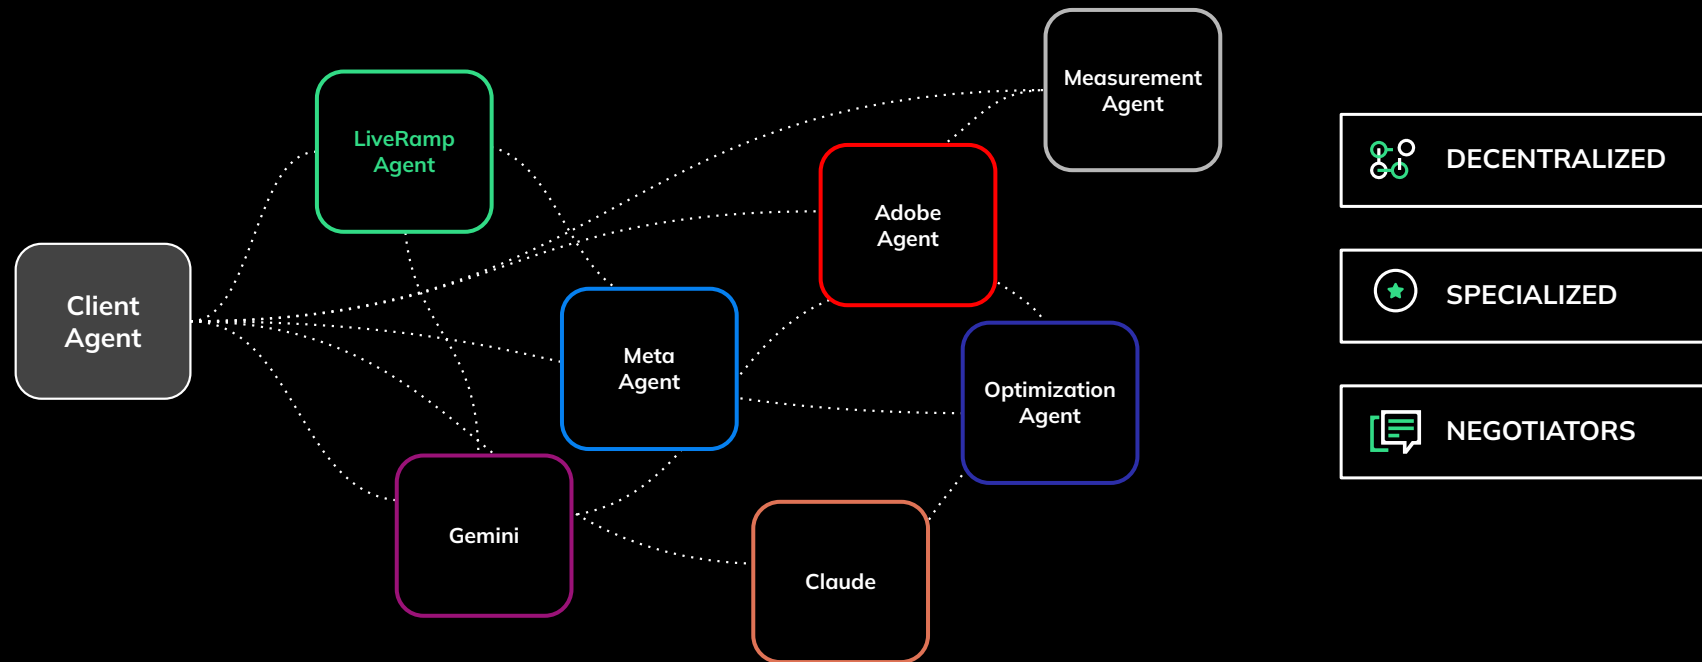 Measurement
Agent
LiveRamp
Agent
Adobe
Agent
Client
Agent
Meta
Agent
Optimization
Agent
Gemini
Claude
DECENTRALIZED
SPECIALIZED
NEGOTIATORS